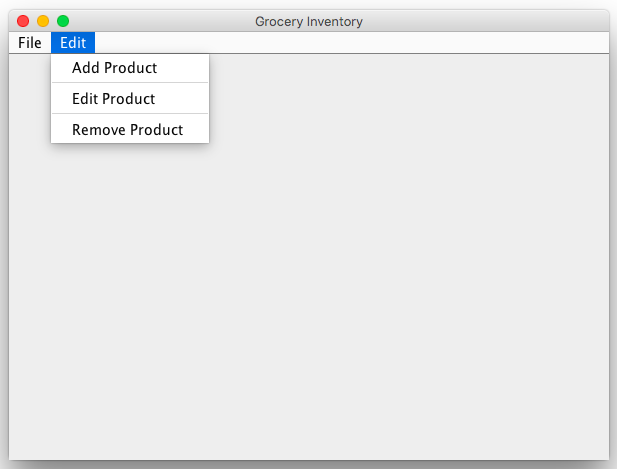 Grocery Inventory
File Edit
Add Product
Edit Product
Remove Product